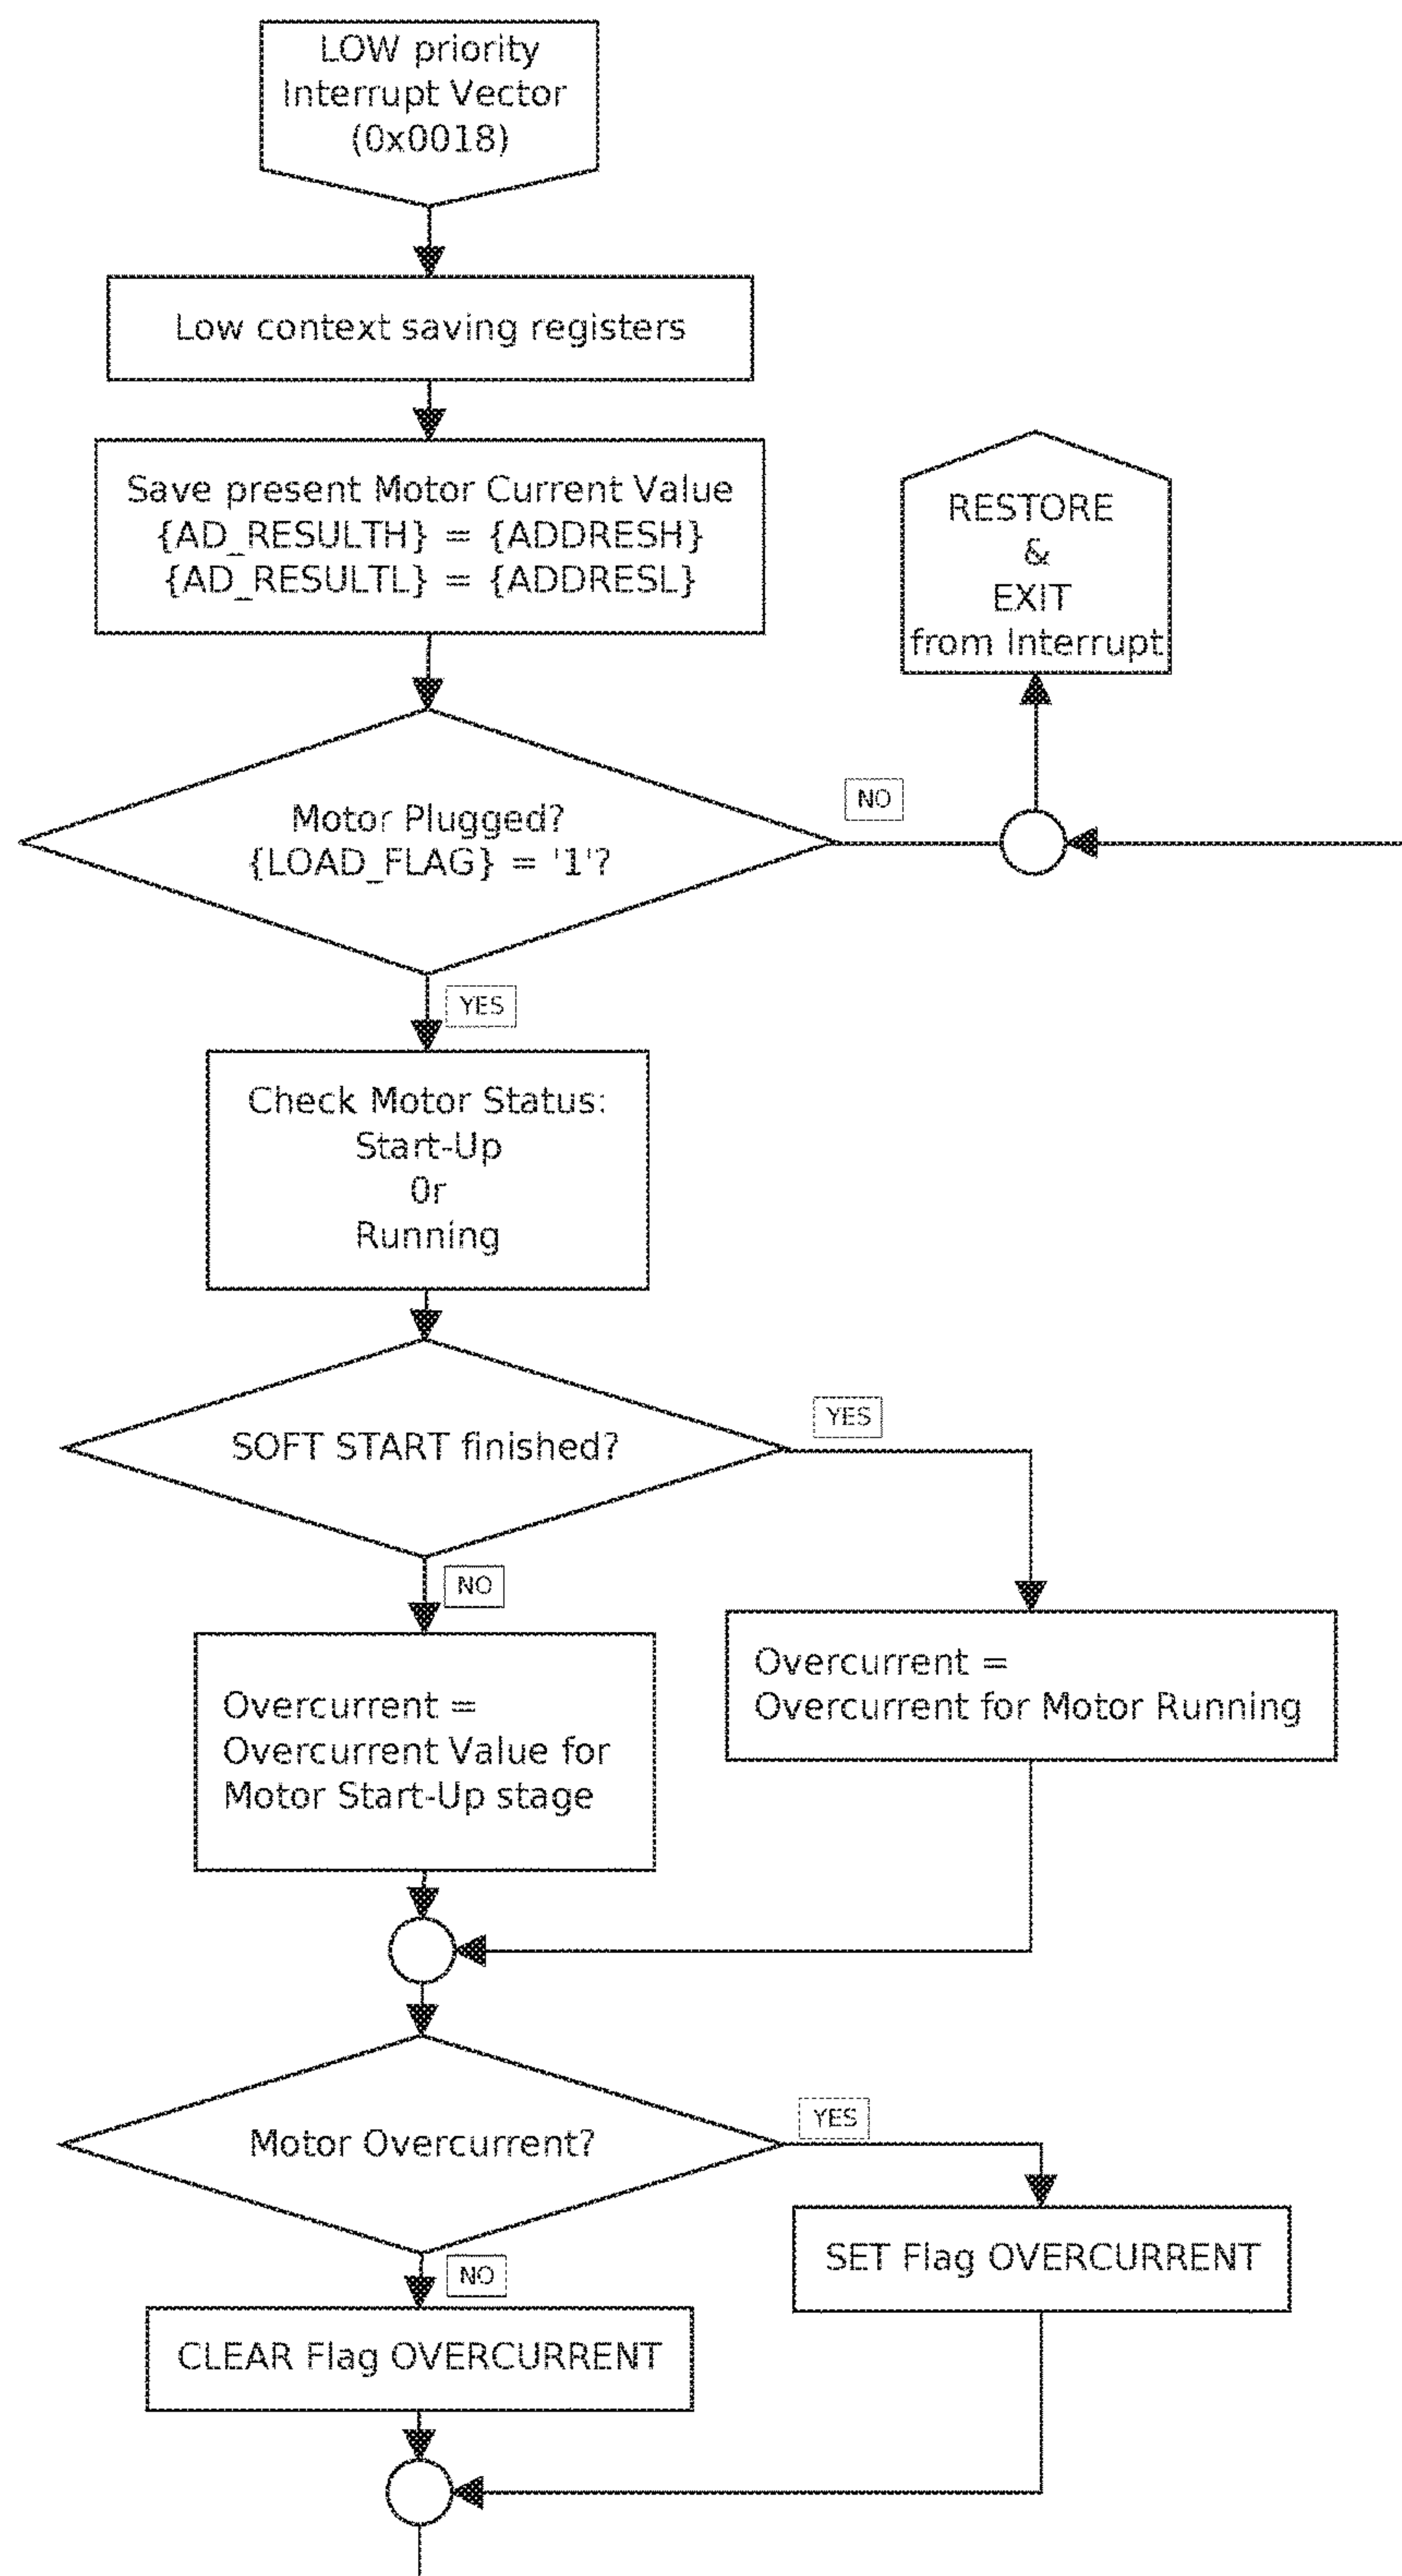 LOW priority
Interrupt Vector
(0x0018)
Low context saving registers
Save present Motor Current Value
{AD_RESULTH} = {ADDRESH}
{AD_RESULTL} = {ADDRESL}
RESTORE
&
EXIT
from Interrupt
Motor Plugged?
{LOAD_FLAG} = '1'?
NO
YES
Check Motor Status:
Start-Up
0r
Running
SOFT START finished?
YES
NO
Overcurrent =
Overcurrent for Motor Running
Overcurrent =
Overcurrent Value for
Motor Start-Up stage
Motor Overcurrent?
YES
SET Flag OVERCURRENT
NO
CLEAR Flag OVERCURRENT